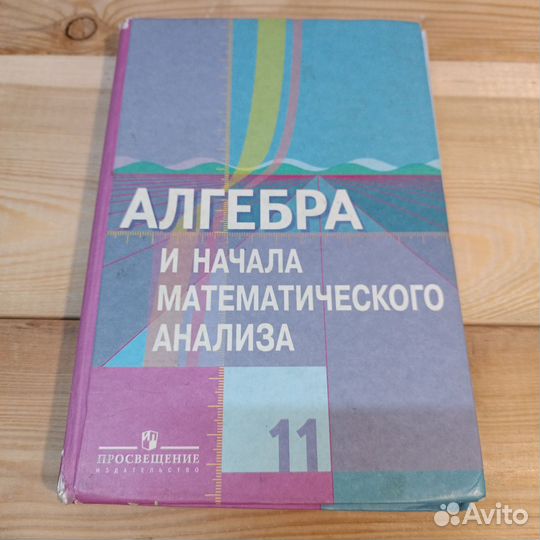 АЛГЕБРА
И НАЧАЛА
МАТЕМАТИЧЕСКОГО
АНАЛИЗА
11
ПРОСВЕЩЕНИЕ
ИЗДАТЕЛЬСТВО
Avito